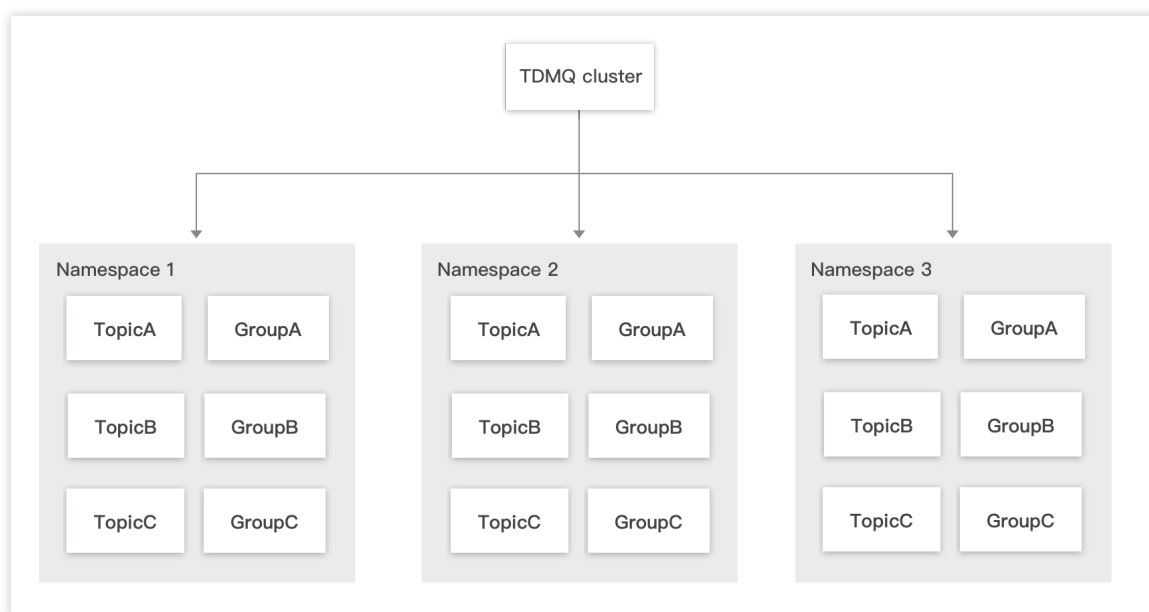 TDMQ cluster
Namespace 1
TopicA GroupA
TopicB GroupB
TopicC GroupC
Namespace 2
TopicA GroupA
TopicB GroupB
TopicC GroupC
Namespace 3
TopicA GroupA
TopicB GroupB
TopicC GroupC